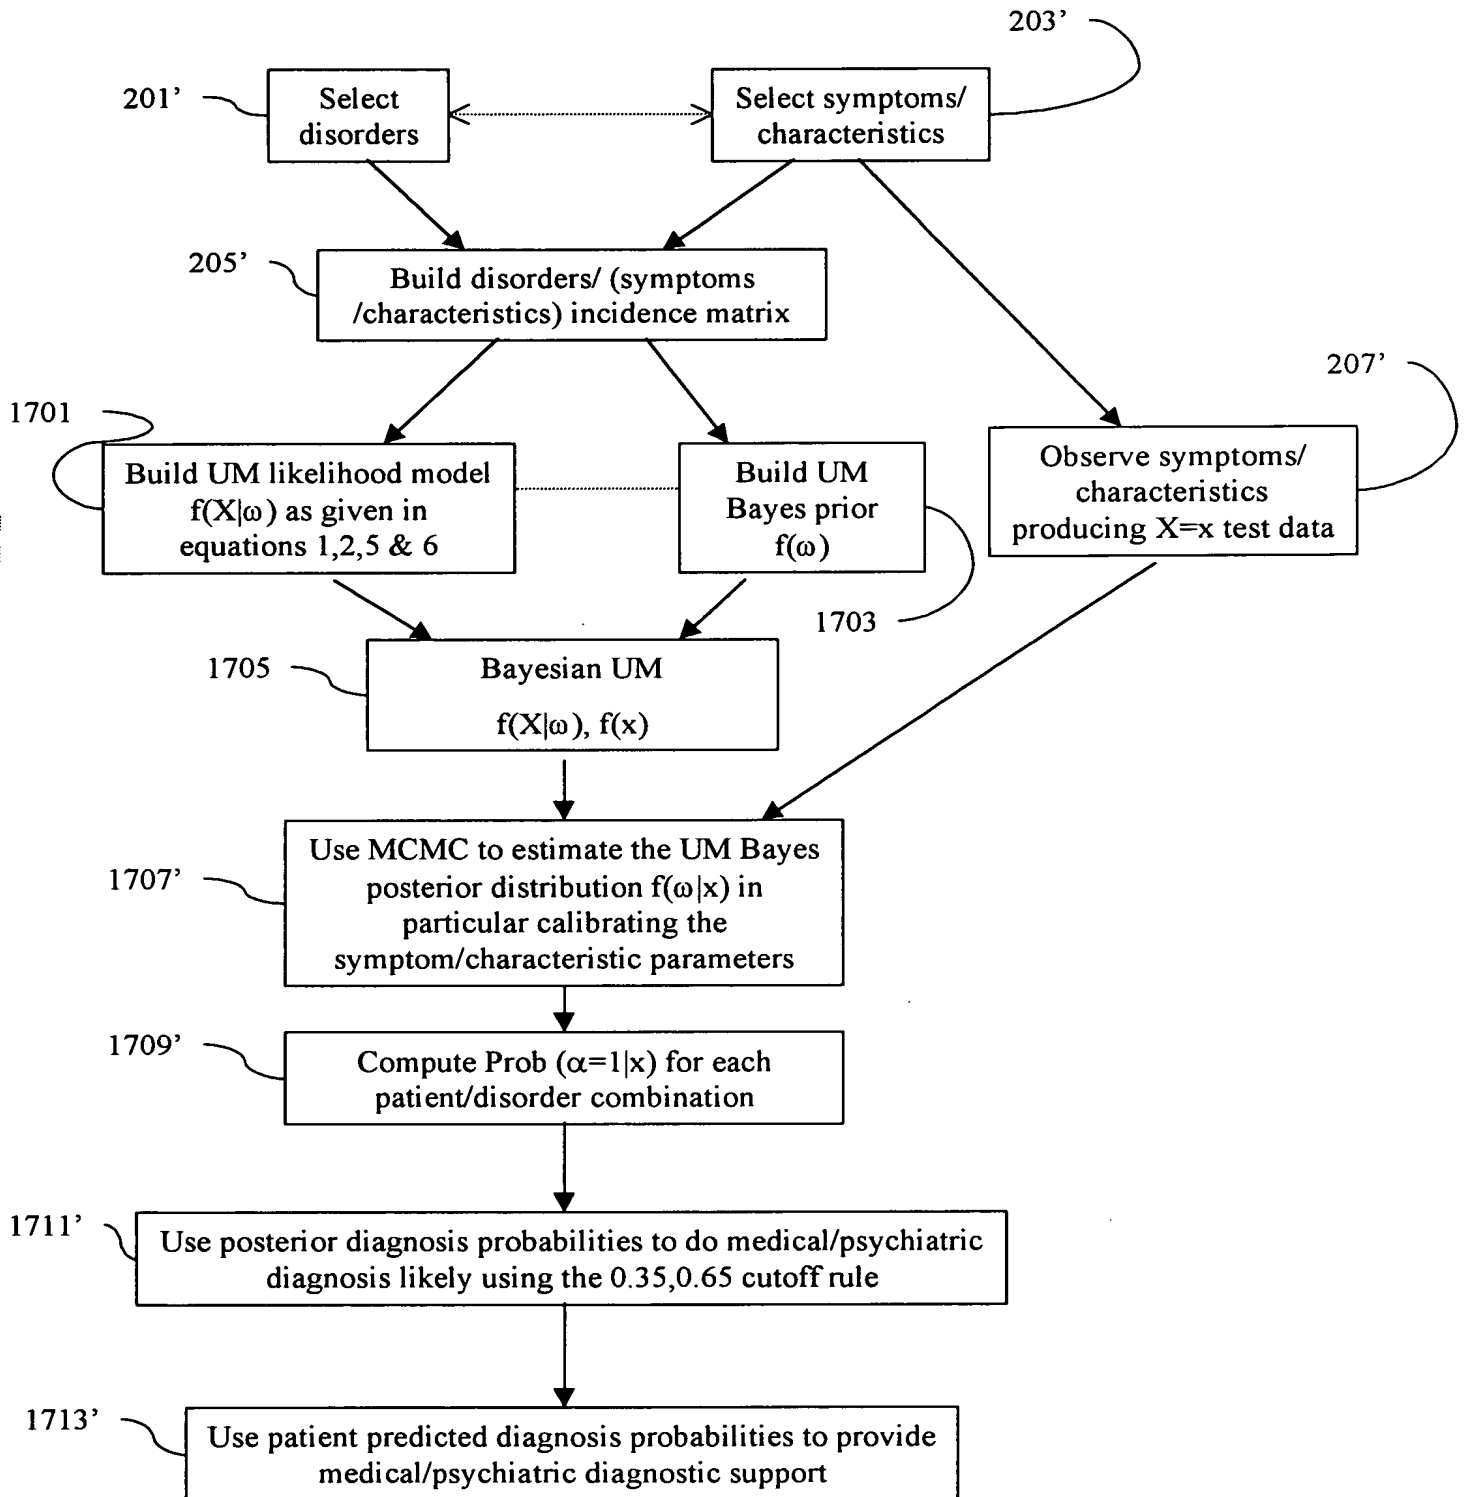 203’
201’
Select
disorders
Select symptoms/
characteristics
205’
Build disorders/ (symptoms
/characteristics) incidence matrix
207’
1701
Build UM likelihood model
f(X|ω) as given in
equations 1,2,5 & 6
Build UM
Bayes prior
f(ω)
Observe symptoms/
characteristics
producing X=x test data
1703
1705
Bayesian UM
f(X|ω), f(x)
1707’
Use MCMC to estimate the UM Bayes
posterior distribution f(ω|x) in
particular calibrating the
symptom/characteristic parameters
1709’
Compute Prob (α=1|x) for each
patient/disorder combination
1711’
Use posterior diagnosis probabilities to do medical/psychiatric
diagnosis likely using the 0.35,0.65 cutoff rule
1713’
Use patient predicted diagnosis probabilities to provide
medical/psychiatric diagnostic support